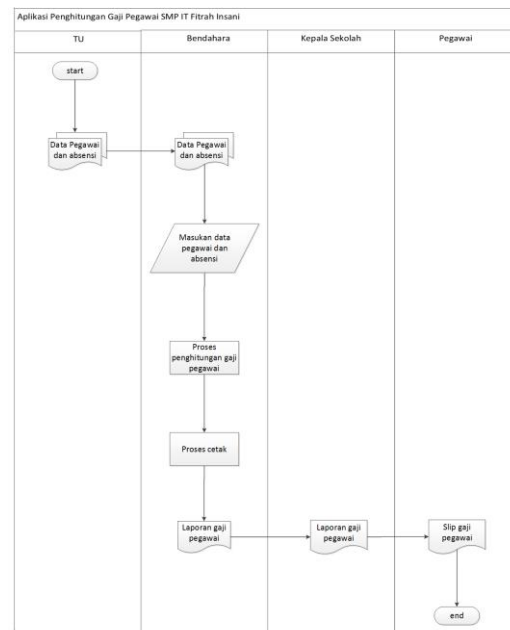 Aplikasi Penghitungan Gaji Pegawai SMP IT Fitrah Insani
TU
Bendahara
Kepala Sekolah
Pegawai
start
Data Pegawai
dan absensi
Data Pegawai
dan absensi
Masukan data
pegawai dan
absensi
Proses
penghitungan gaji
pegawai
Proses cetak
Laporan gaji
pegawai
Laporan gaji
pegawai
Slip gaji
pegawai
end